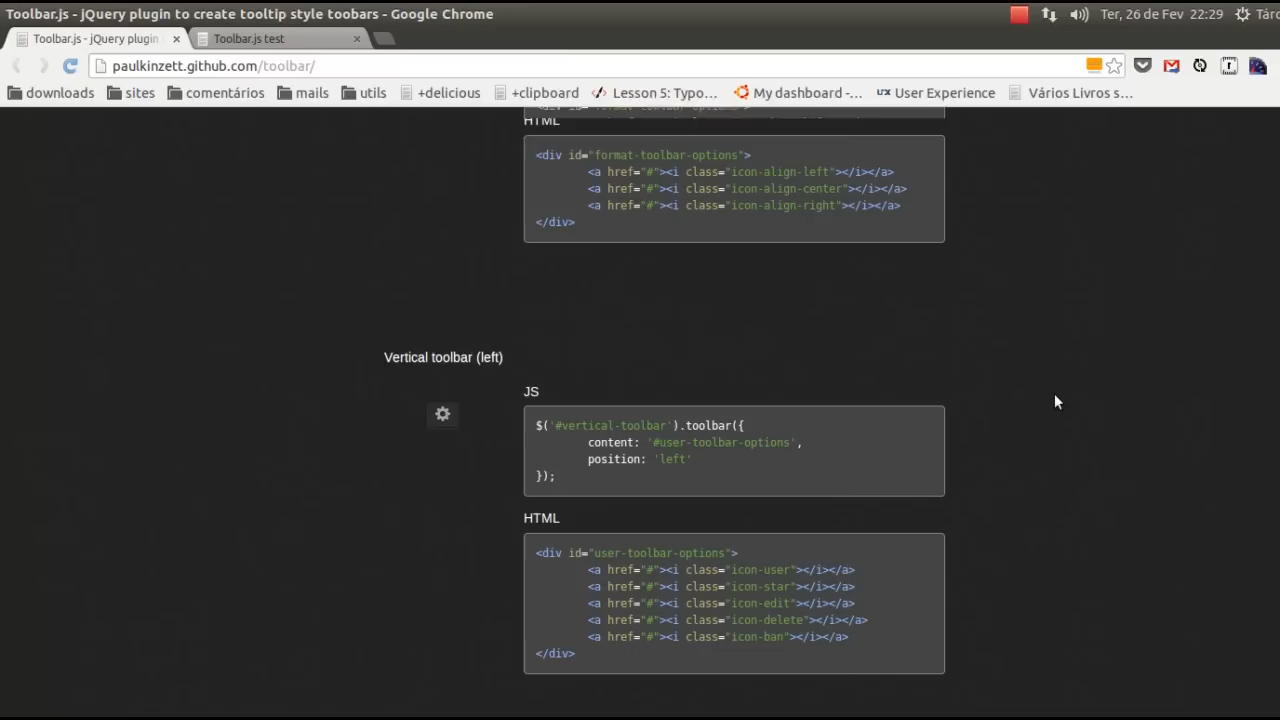 Toolbar.js - jQuery plugin to create tooltip style toobars - Google Chrome
Ter, 26 de Fev 22:29
Tárc
Toolbar.js - jQuery plugin
Toolbar.js test
paulkinzett.github.com/toolbar/
downloads sites comentários mails utils +delicious +clipboard Lesson 5: Typo... My dashboard -... User Experience Vários Livros s...
HTML
<div id="format-toolbar-options">
<a href="#"><i class="icon-align-left"></i></a>
<a href="#"><i class="icon-align-center"></i></a>
<a href="#"><i class="icon-align-right"></i></a>
</div>
Vertical toolbar (left)
JS
$('#vertical-toolbar').toolbar({
content: '#user-toolbar-options',
position: 'left'
});
HTML
<div id="user-toolbar-options">
<a href="#"><i class="icon-user"></i></a>
<a href="#"><i class="icon-star"></i></a>
<a href="#"><i class="icon-edit"></i></a>
<a href="#"><i class="icon-delete"></i></a>
<a href="#"><i class="icon-ban"></i></a>
</div>